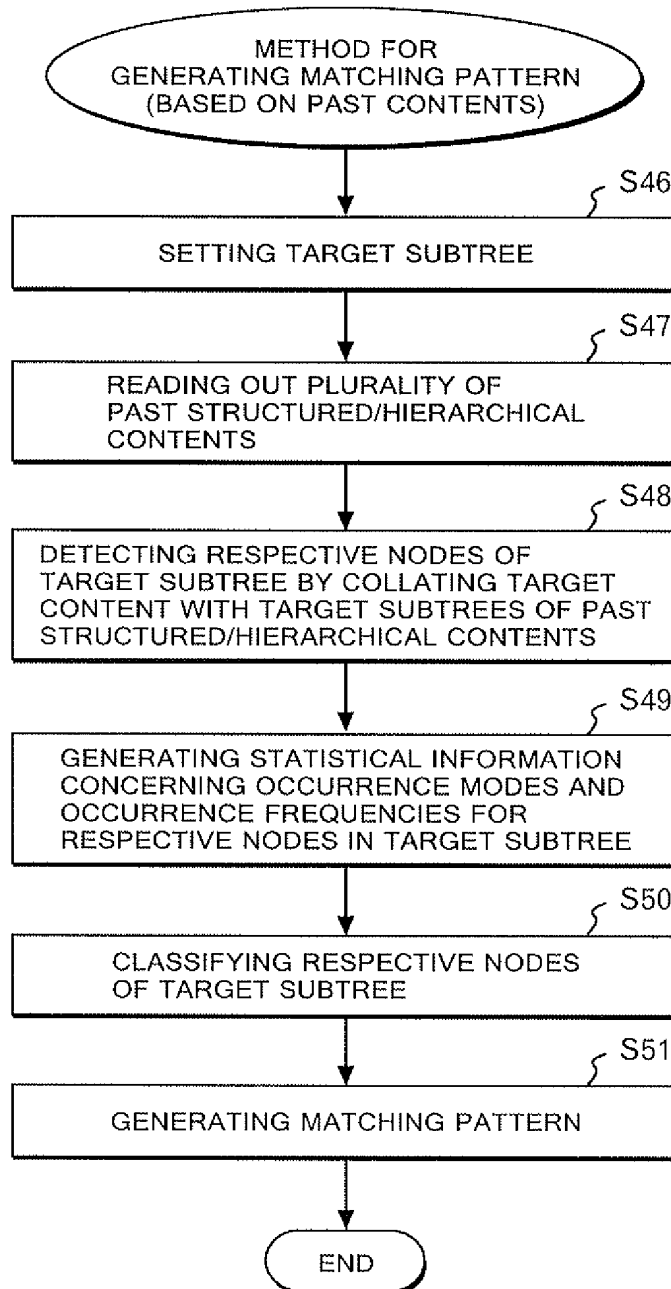 METHOD FOR
GENERATING MATCHING PATTERN
(BASED ON PAST CONTENTS)
S46
SETTING TARGET SUBTREE
S47
READING OUT PLURALITY OF
PAST STRUCTURED/HIERARCHICAL
CONTENTS
S48
DETECTING RESPECTIVE NODES OF
TARGET SUBTREE BY COLLATING TARGET
CONTENT WITH TARGET SUBTREES OF PAST
STRUCTURED/HIERARCHICAL CONTENTS
S49
GENERATING STATISTICAL INFORMATION
CONCERNING OCCURRENCE MODES AND
OCCURRENCE FREQUENCIES FOR
RESPECTIVE NODES IN TARGET SUBTREE
S50
CLASSIFYING RESPECTIVE NODES
OF TARGET SUBTREE
S51
GENERATING MATCHING PATTERN
END